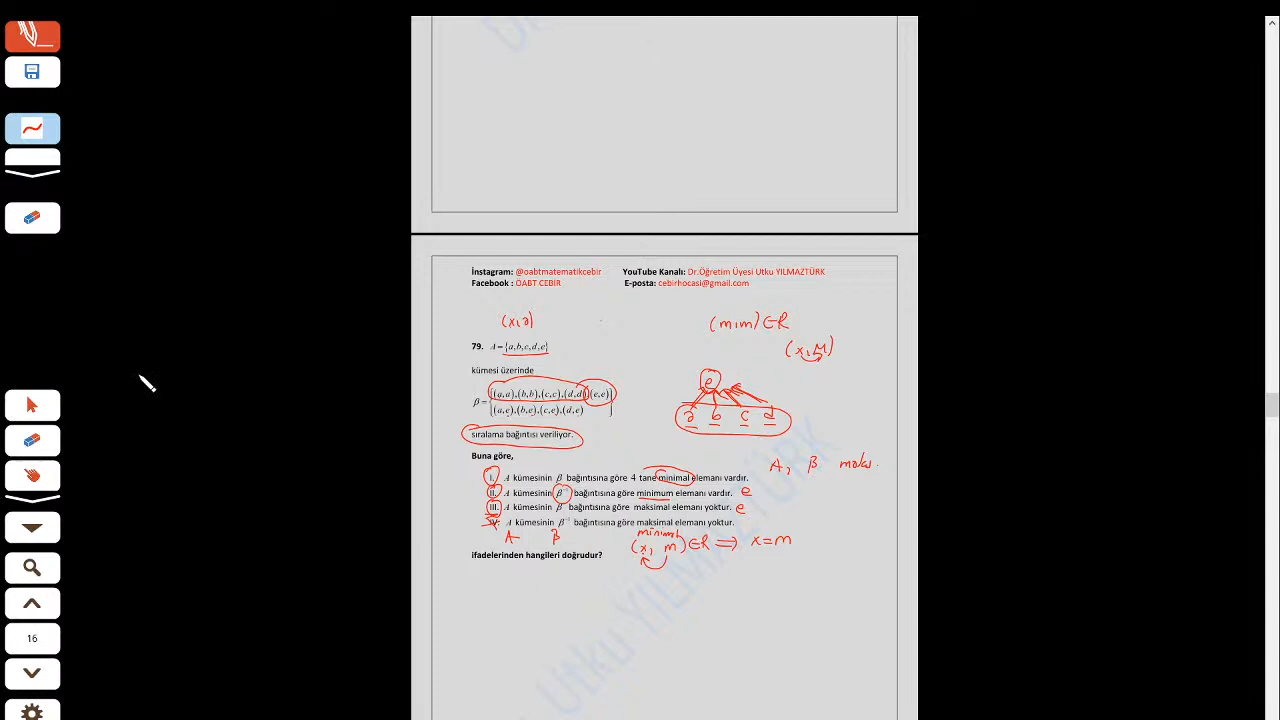 İnstagram: @oabtmatematikcebir YouTube Kanalı: Dr.Öğretim Üyesi Utku YILMAZTÜRK
Facebook : ÖABT CEBİR E-posta: cebirhocasi@gmail.com
(m,m)∈R
(x,M)
79. A={a,b,c,d,e}
kümesi üzerinde
e
β = {(a,a),(b,b),(c,c),(d,d),(e,e)
(a,e),(b,e),(c,e),(d,e)}
a b c d
sıralama bağıntısı veriliyor.
Buna göre,
A, β
I. A kümesinin β bağıntısına göre 4 tane minimal elemanı vardır.
II. A kümesinin β⁻¹ bağıntısına göre minimum elemanı vardır. e
III. A kümesinin β bağıntısına göre maksimal elemanı yoktur. e
A kümesinin β⁻¹ bağıntısına göre maksimal elemanı yoktur.
A β minimal
(x, m)∈R ⟹ x=m
ifadelerinden hangileri doğrudur?
Utku YILMAZTÜRK
16